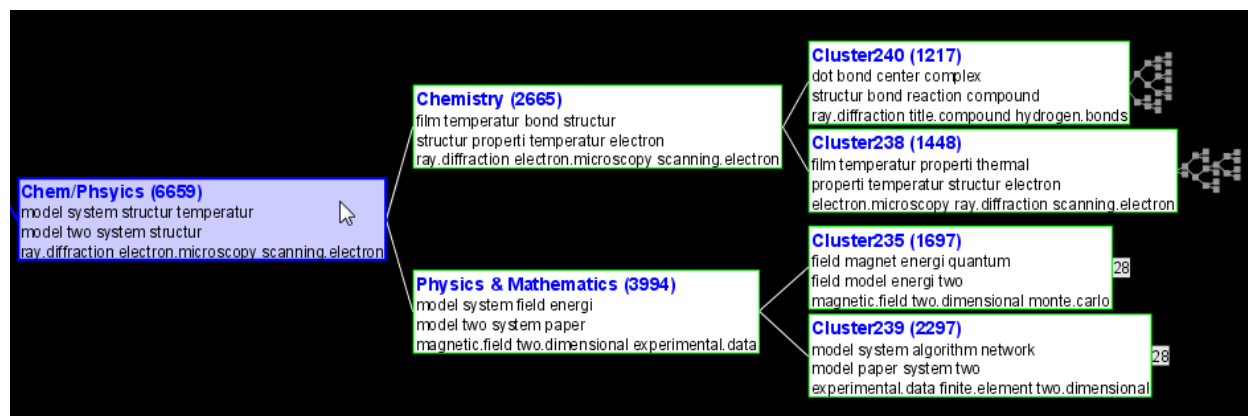 Chem/Phsyics (6659)
model system structur temperatur
model two system structur
ray.diffraction electron.microscopy scanning.electron
Chemistry (2665)
film temperatur bond structur
structur properti temperatur electron
ray.diffraction electron.microscopy scanning.electron
Physics & Mathematics (3994)
model system field energi
model two system paper
magnetic.field two.dimensional experimental.data
Cluster240 (1217)
dot bond center complex
structur bond reaction compound
ray.diffraction title.compound hydrogen.bonds
Cluster238 (1448)
film temperatur properti thermal
properti temperatur structur electron
electron.microscopy ray.diffraction scanning.electron
Cluster235 (1697)
field magnet energi quantum
field model energi two
magnetic.field two.dimensional monte.carlo
28
Cluster239 (2297)
model system algorithm network
model paper system two
experimental.data finite.element two.dimensional
28